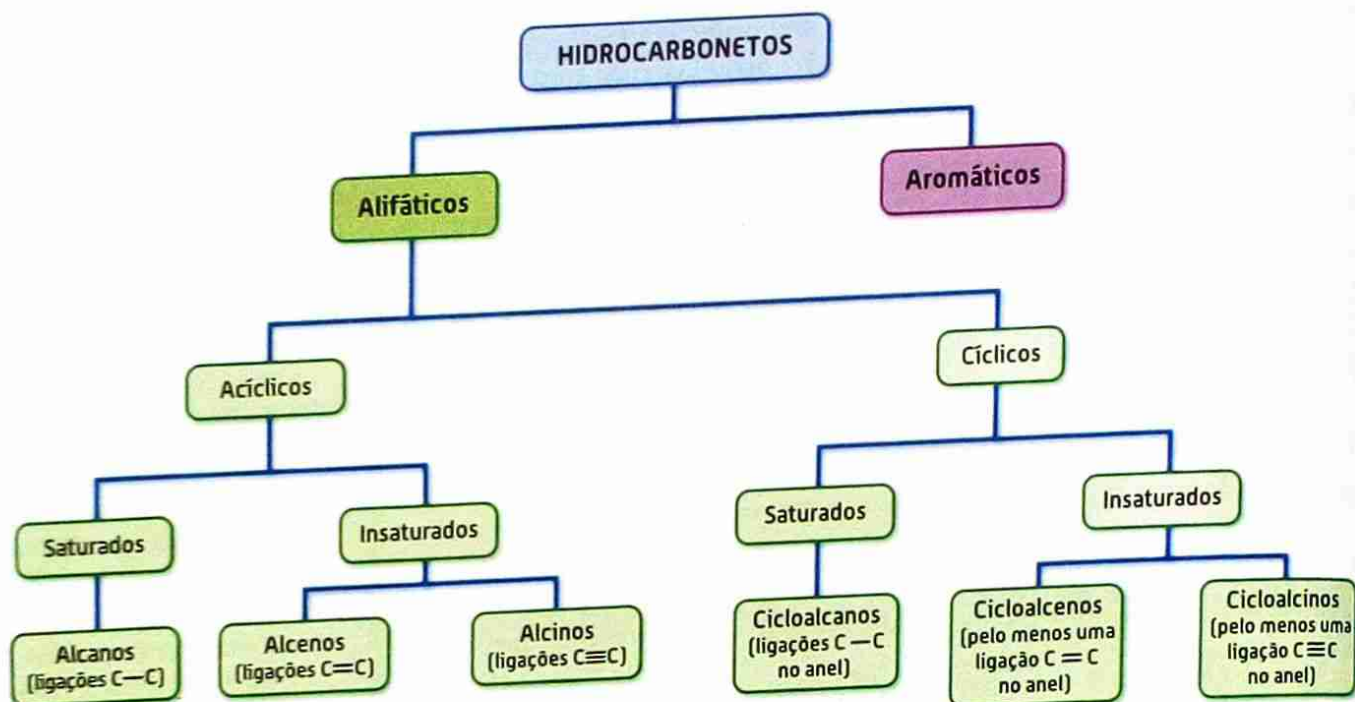 HIDROCARBONETOS
Alifáticos
Aromáticos
Acíclicos
Cíclicos
Saturados
Insaturados
Saturados
Insaturados
Alcanos
(ligações C—C)
Alcenos
(ligações C=C)
Alcinos
(ligações C≡C)
Cicloalcanos
(ligações C—C
no anel)
Cicloalcenos
(pelo menos uma
ligação C=C
no anel)
Cicloalcinos
(pelo menos uma
ligação C≡C
no anel)